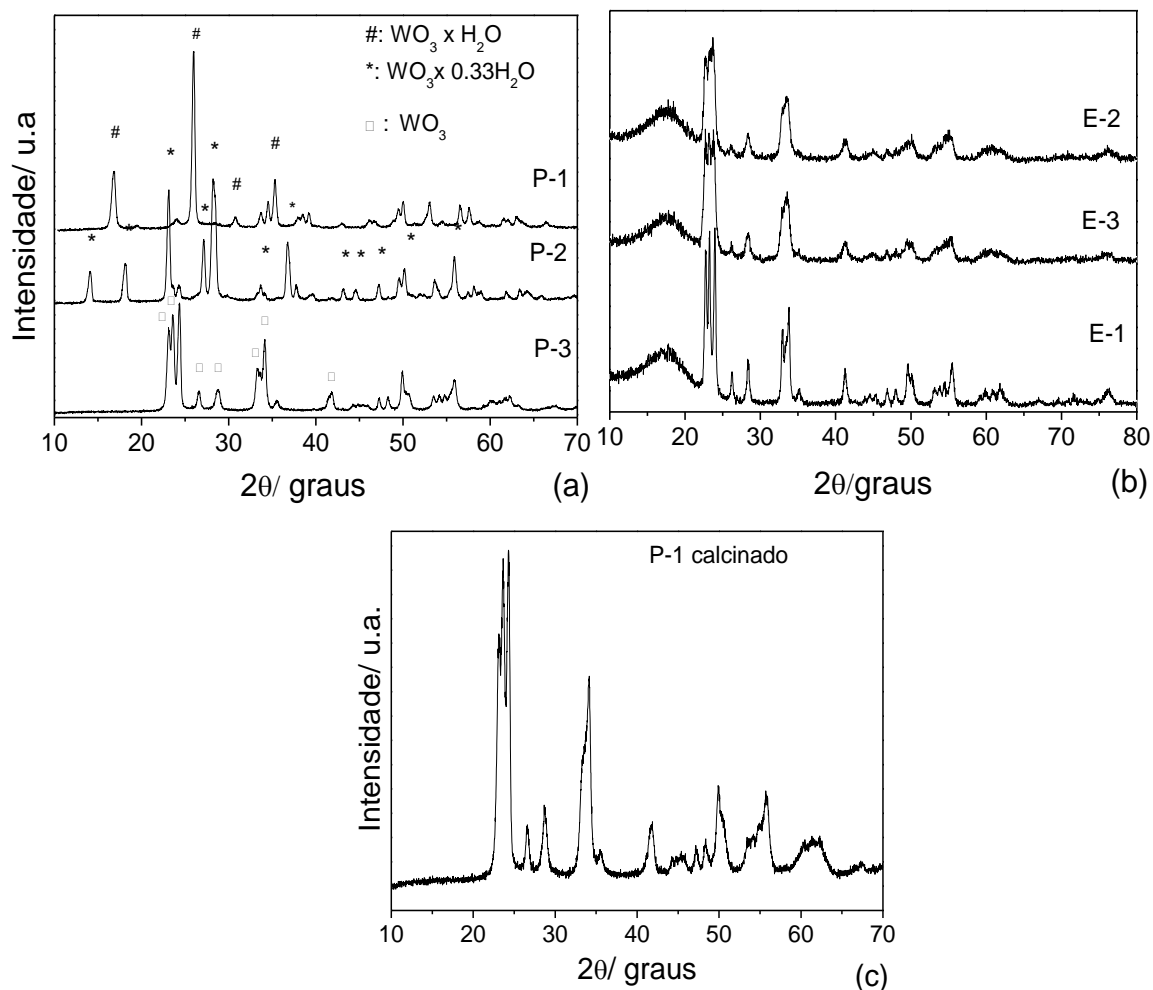 #: WO3 x H2O
*: WO3x 0.33H2O
□ : WO3
#
#
#
#
*
*
*
*
*
*
*
*
*
*
*
*
P-1
P-2
P-3
□
□
□
□
□
□
□
Intensidade/ u.a
10 20 30 40 50 60 70
2θ/ graus
(a)
E-2
E-3
E-1
10 20 30 40 50 60 70 80
2θ/graus
(b)
P-1 calcinado
Intensidade/ u.a.
10 20 30 40 50 60 70
2θ/ graus
(c)